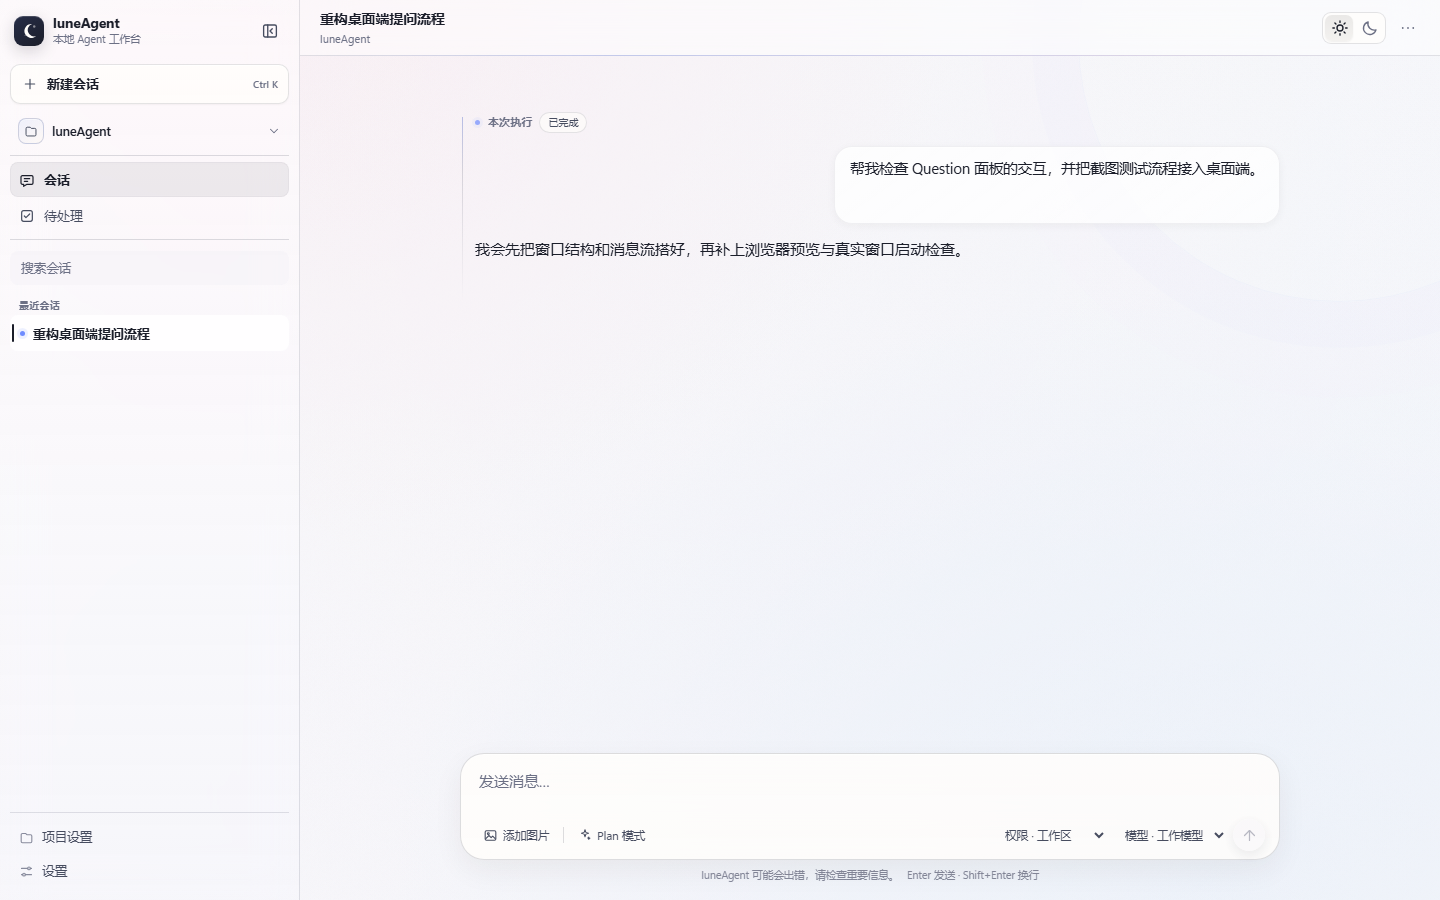 luneAgent
本地 Agent 工作台
新建会话
Ctrl K
luneAgent
会话
待处理
搜索会话
最近会话
重构桌面端提问流程
项目设置
设置
重构桌面端提问流程
luneAgent
本次执行
已完成
帮我检查 Question 面板的交互，并把截图测试流程接入桌面端。
我会先把窗口结构和消息流搭好，再补上浏览器预览与真实窗口启动检查。
发送消息...
添加图片
Plan 模式
权限 · 工作区
模型 · 工作模型
luneAgent 可能会出错，请检查重要信息。 Enter 发送 · Shift+Enter 换行